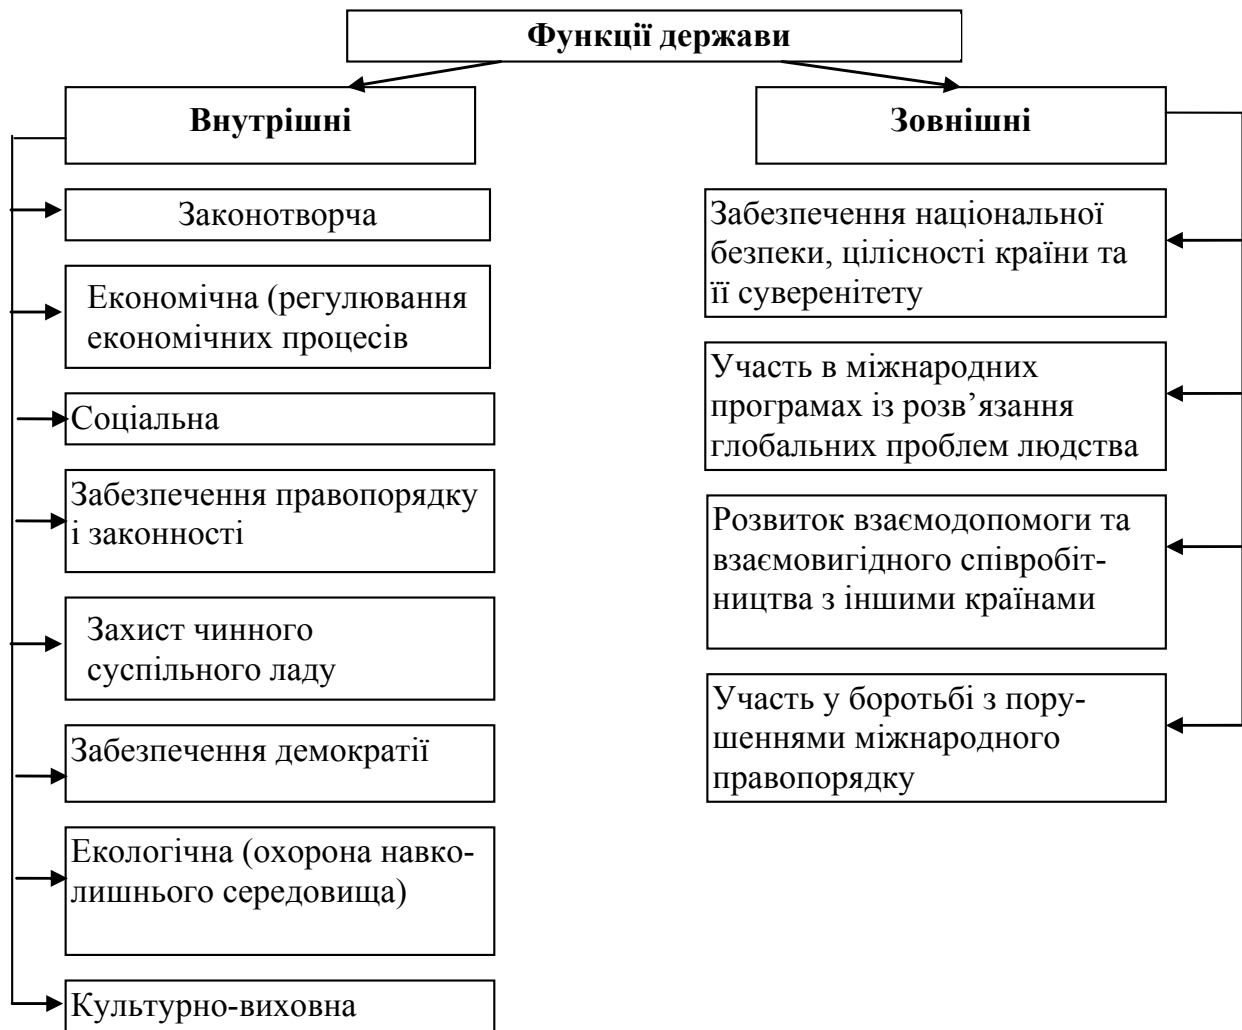 Функції держави
Внутрішні
Законотворча
Економічна (регулювання
економічних процесів
Соціальна
Забезпечення правопорядку
і законності
Захист чинного
суспільного ладу
Забезпечення демократії
Екологічна (охорона навко-
лишнього середовища)
Культурно-виховна
Зовнішні
Забезпечення національної
безпеки, цілісності країни та
її суверенітету
Участь в міжнародних
програмах із розв’язання
глобальних проблем людства
Розвиток взаємодопомоги та
взаємовигідного співробіт-
ництва з іншими країнами
Участь у боротьбі з пору-
шеннями міжнародного
правопорядку